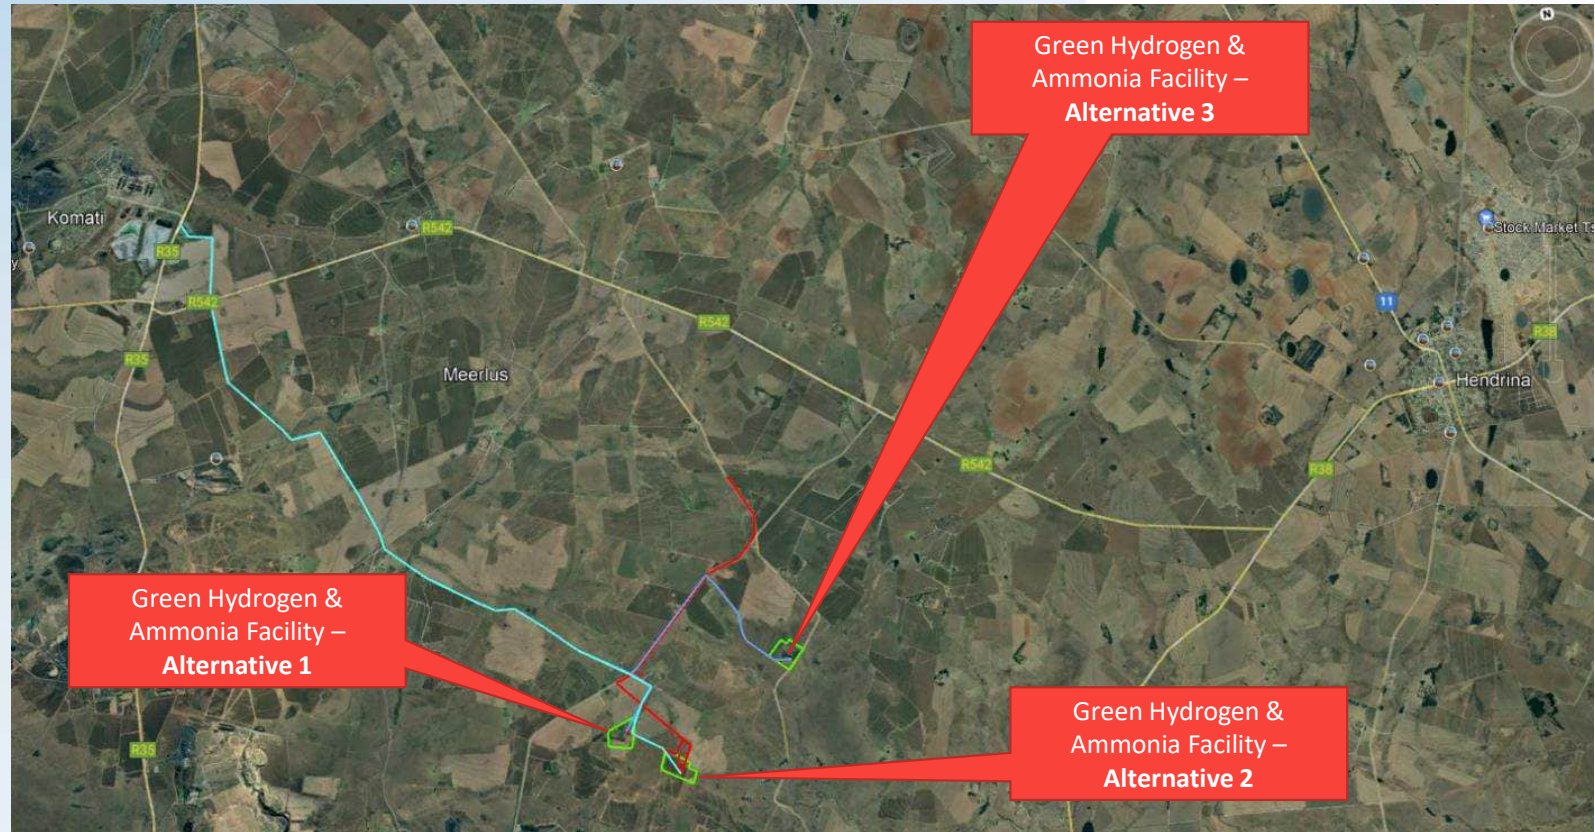 N
Green Hydrogen &
Ammonia Facility –
Alternative 3
Komati
R542
Stock Market Ts
y
R35
R542
11
R542
R38
R35
Meerlus
Hendrina
R542
R38
Green Hydrogen &
Ammonia Facility –
Alternative 1
Green Hydrogen &
Ammonia Facility –
Alternative 2
R35